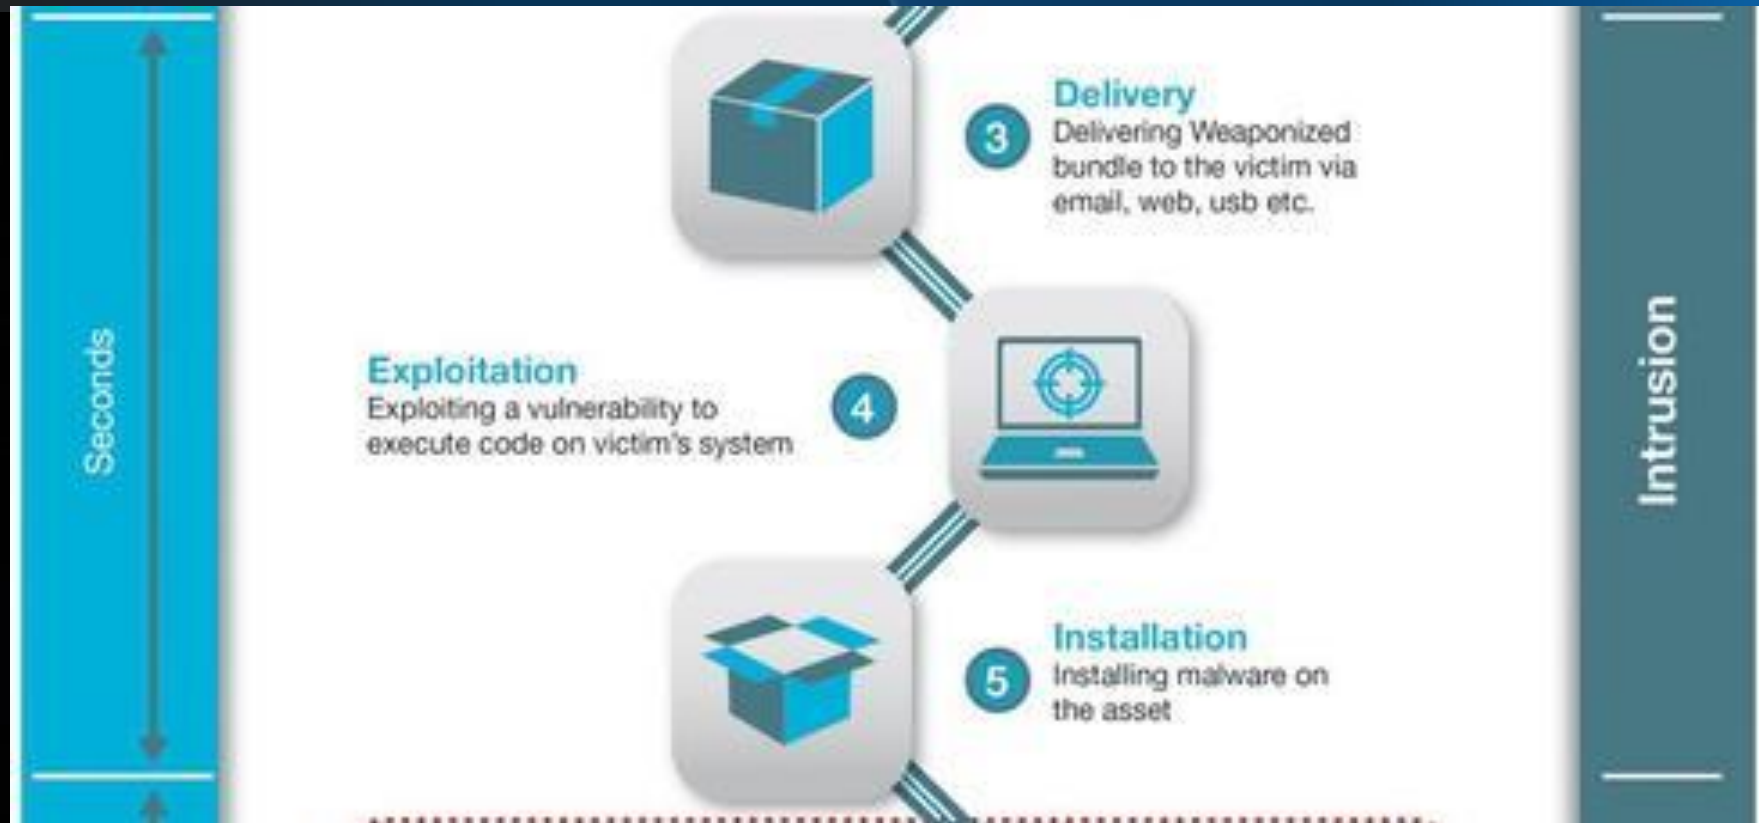 Seconds
3
Delivery
Delivering Weaponized
bundle to the victim via
email, web, usb etc.
Exploitation
Exploiting a vulnerability to
execute code on victim's system
4
5
Installation
Installing malware on
the asset
Intrusion